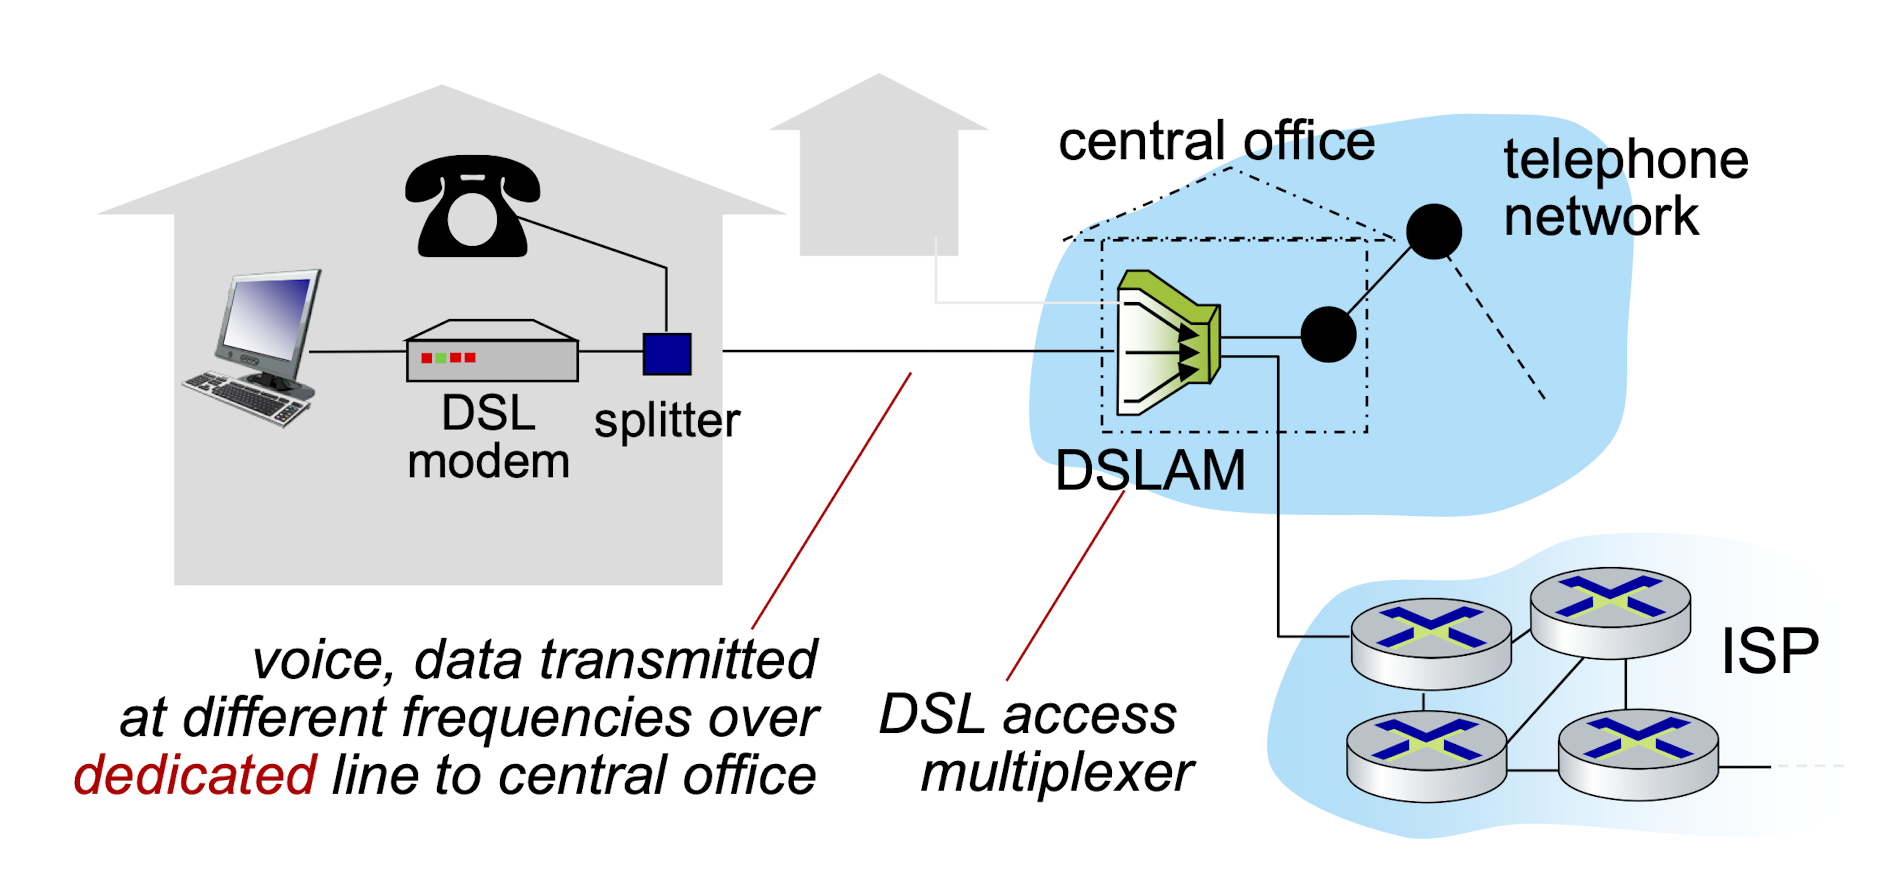 central office
telephone
network
DSL
modem
splitter
DSLAM
voice, data transmitted
at different frequencies over
dedicated line to central office
DSL access
multiplexer
ISP